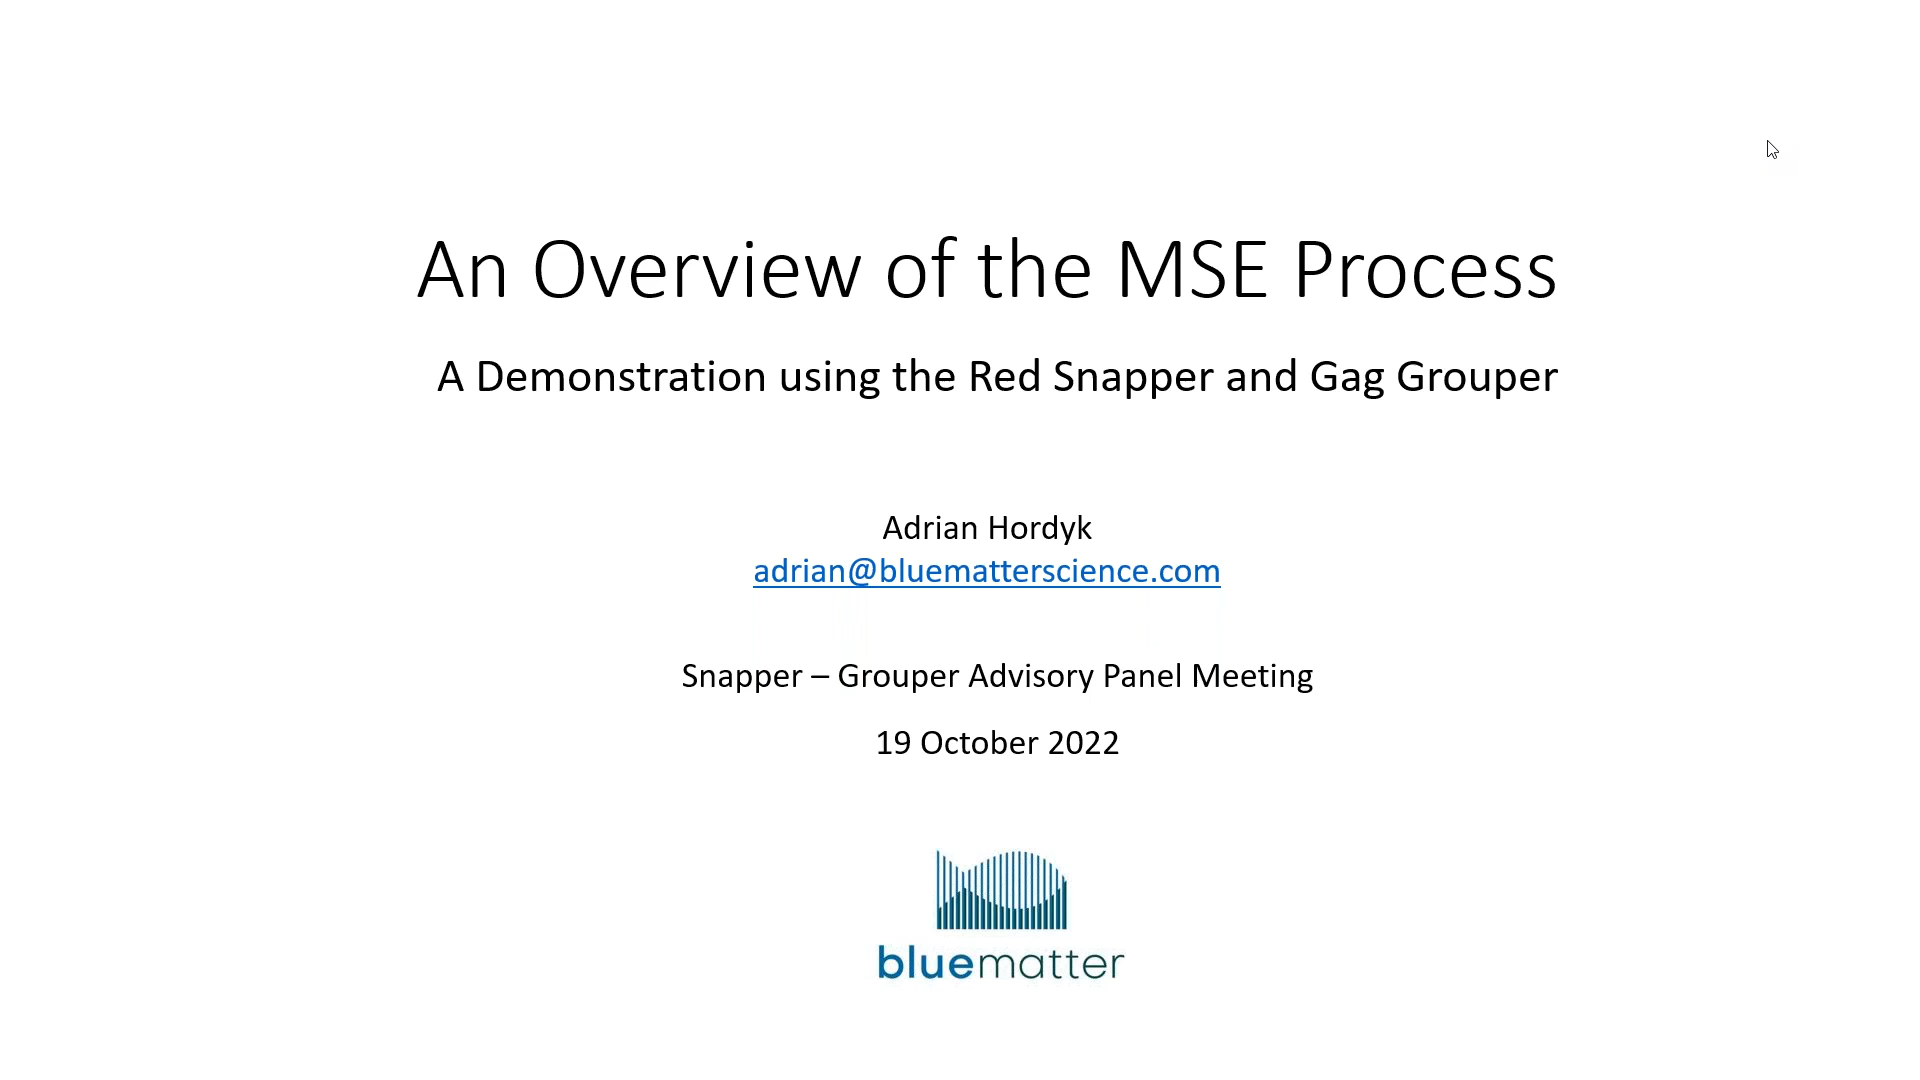 An Overview of the MSE Process
A Demonstration using the Red Snapper and Gag Grouper
Adrian Hordyk
adrian@bluematterscience.com
Snapper – Grouper Advisory Panel Meeting
19 October 2022
bluematter